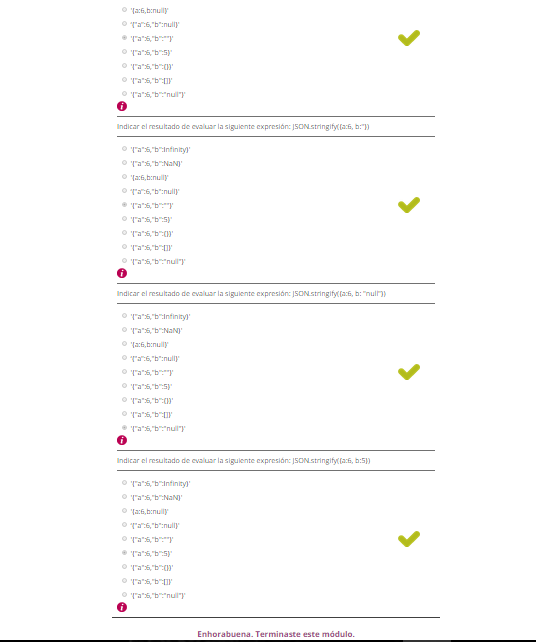 '{a:6,b:null}'
'{"a":6,"b":null}'
'{"a":6,"b":""}'
'{"a":6,"b":5}'
'{"a":6,"b":{}}'
'{"a":6,"b":[]}'
'{"a":6,"b":"null"}'
i
Indicar el resultado de evaluar la siguiente expresión: JSON.stringify({a:6, b:''})
'{"a":6,"b":Infinity}'
'{"a":6,"b":NaN}'
'{a:6,b:null}'
'{"a":6,"b":null}'
'{"a":6,"b":""}'
'{"a":6,"b":5}'
'{"a":6,"b":{}}'
'{"a":6,"b":[]}'
'{"a":6,"b":"null"}'
i
Indicar el resultado de evaluar la siguiente expresión: JSON.stringify({a:6, b: "null"})
'{"a":6,"b":Infinity}'
'{"a":6,"b":NaN}'
'{a:6,b:null}'
'{"a":6,"b":null}'
'{"a":6,"b":""}'
'{"a":6,"b":5}'
'{"a":6,"b":{}}'
'{"a":6,"b":[]}'
'{"a":6,"b":"null"}'
i
Indicar el resultado de evaluar la siguiente expresión: JSON.stringify({a:6, b:5})
'{"a":6,"b":Infinity}'
'{"a":6,"b":NaN}'
'{a:6,b:null}'
'{"a":6,"b":null}'
'{"a":6,"b":""}'
'{"a":6,"b":5}'
'{"a":6,"b":{}}'
'{"a":6,"b":[]}'
'{"a":6,"b":"null"}'
i
Enhorabuena. Terminaste este módulo.